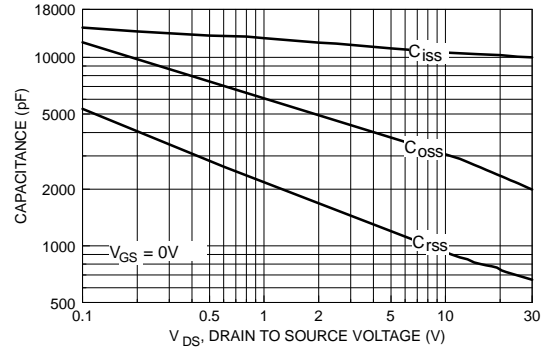 18000
10000
5000
2000
1000
500
CAPACITANCE (pF)
Ciss
Coss
Crss
VGS = 0V
0.1 0.5 1 2 5 10 30
V DS, DRAIN TO SOURCE VOLTAGE (V)